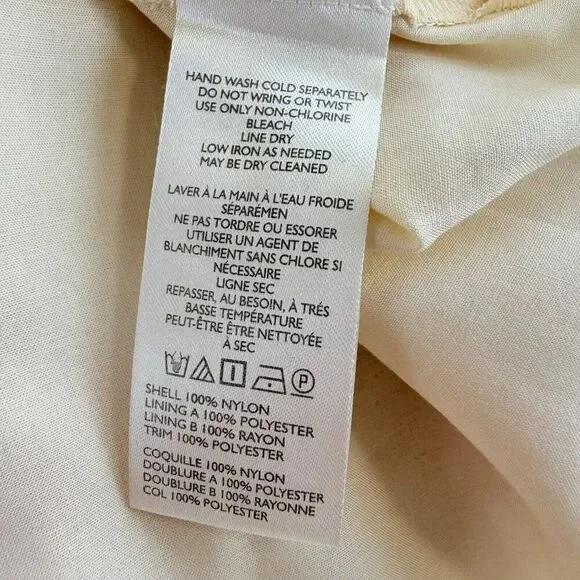 HAND WASH COLD SEPARATELY
DO NOT WRING OR TWIST
USE ONLY NON-CHLORINE
BLEACH
LINE DRY
LOW IRON AS NEEDED
MAY BE DRY CLEANED
LAVER À LA MAIN À L'EAU FROIDE
SÉPARÉMEN
NE PAS TORDRE OU ESSORER
UTILISER UN AGENT DE
BLANCHIMENT SANS CHLORE SI
NÉCESSAIRE
LIGNE SEC
REPASSER, AU BESOIN, À TRÉS
BASSE TEMPÉRATURE
PEUT-ÊTRE ÊTRE NETTOYÉE
À SEC
P
SHELL 100% NYLON
LINING A 100% POLYESTER
LINING B 100% RAYON
TRIM 100% POLYESTER
COQUILLE 100% NYLON
DOUBLURE A 100% POLYESTER
DOUBLURE B 100% RAYONNE
COL 100% POLYESTER